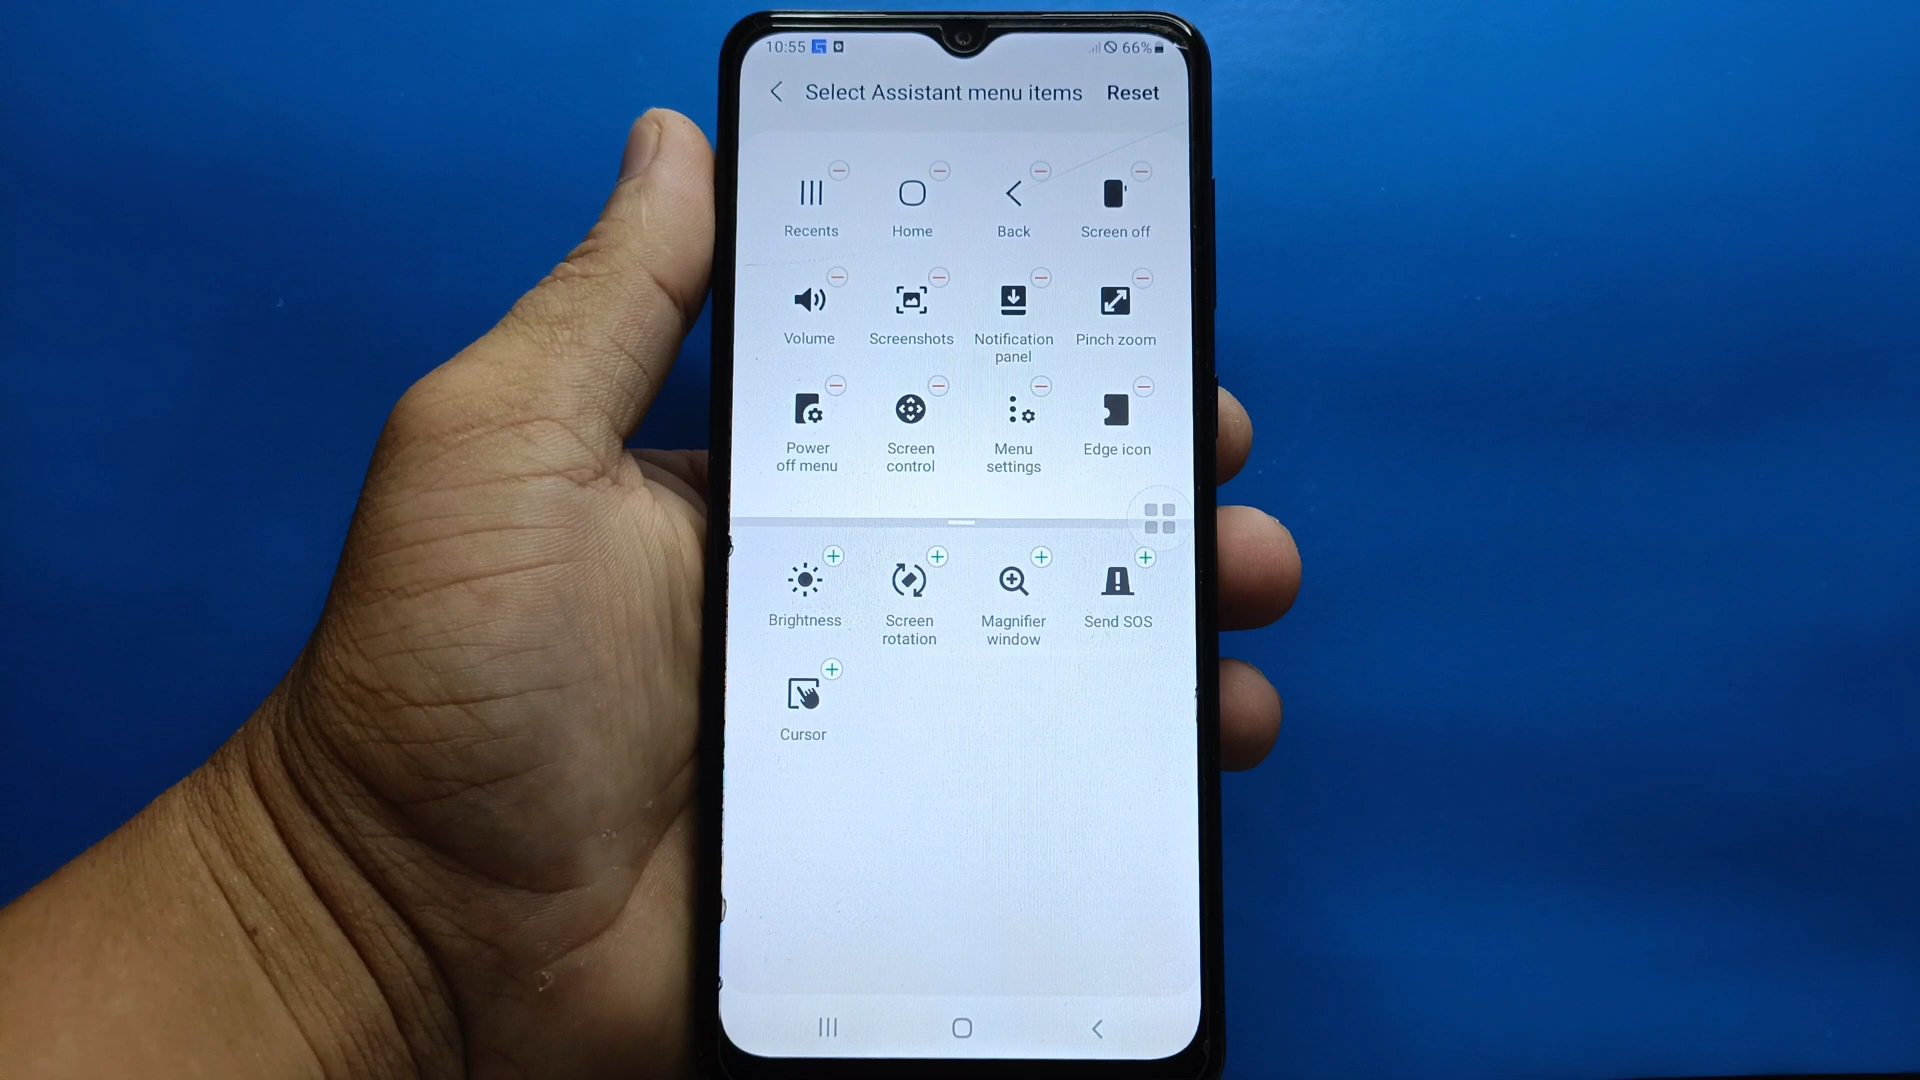 10:55 66%
Select Assistant menu items Reset
Recents Home Back Screen off
Volume Screenshots Notification panel Pinch zoom
Power off menu Screen control Menu settings Edge icon
Brightness Screen rotation Magnifier window Send SOS
Cursor